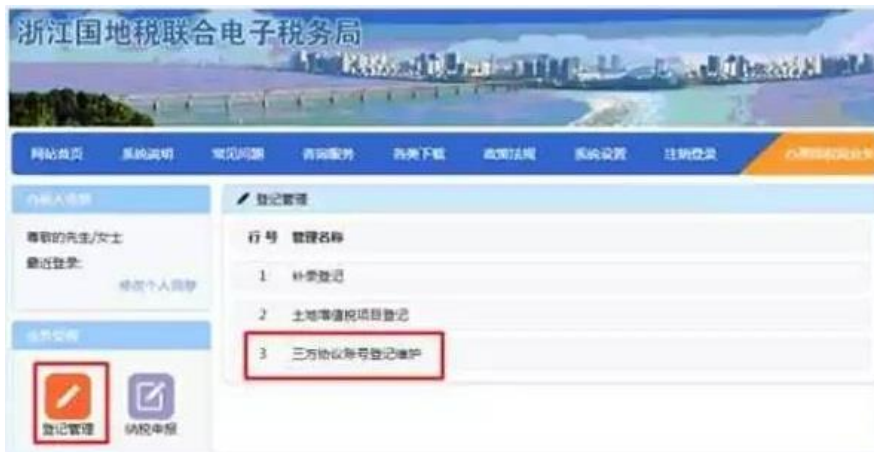 浙江国地税联合电子税务局
网站首页 系统说明 常见问题 咨询服务 各类下载 政策法规 系统设置 注销登录
登记管理
尊敬的先生/女士
最近登录:
修改个人回单
行号 管理名称
1 补录登记
2 土地增值税项目登记
3 三方协议账号登记维护
登记管理 纳税申报